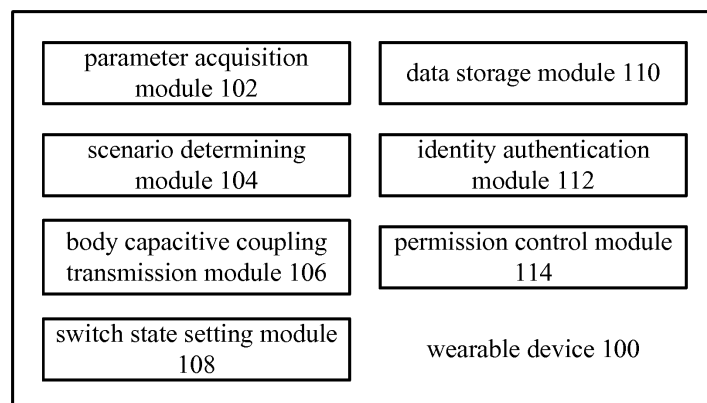 parameter acquisition
module 102
data storage module 110
scenario determining
module 104
identity authentication
module 112
body capacitive coupling
transmission module 106
permission control module
114
switch state setting module
108
wearable device 100